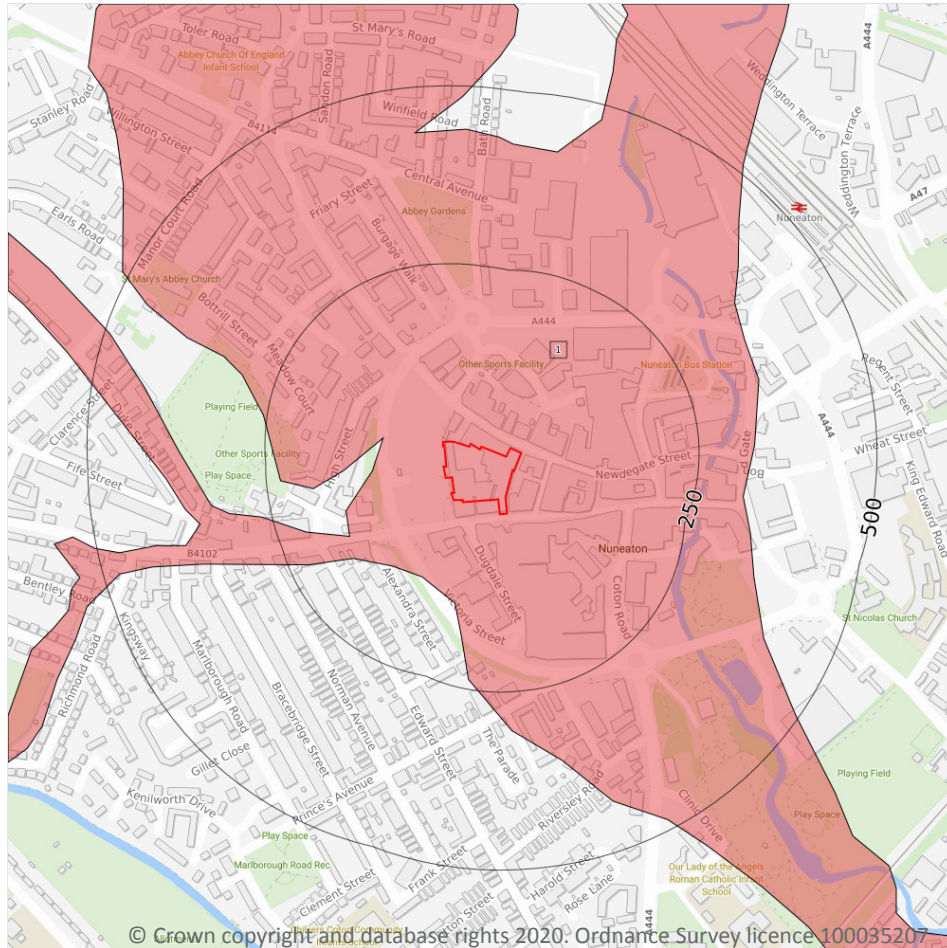 Toler Road
St Mary's Road
A444
Abbey Church Of England
Infant School
Sandon Road
Weddington Terrace
Stanley Road
Willington Street
B4114
Winfield Road
Bath Road
Weddington Terrace
A47
Central Avenue
Friary Street
Abbey Gardens
Nuneaton
Earls Road
Manor Court Road
Burgage Walk
St Mary's Abbey Church
Bottrill Street
A444
1
Meadow Court
Other Sports Facility
Nuneaton Bus Station
Regent Street
Clarence Street
Duke Street
Playing Field
A444
Wheat Street
Other Sports Facility
High Street
Newdegate Street
Fife Street
Play Space
King Edward Road
250
500
B4102
Nuneaton
Dugdale Street
Bentley Road
Alexandra Street
Coton Road
Victoria Street
St Nicolas Church
Kingsway
Richmond Road
Marlborough Road
Norman Avenue
Bracebridge Street
Edward Street
The Parade
Gillet Close
Playing Field
Kenilworth Drive
Prince's Avenue
Riversley Road
Clinic Drive
Play Space
Play Space
Marlborough Road Rec.
Frank Street
Harold Street
Our Lady of the Angels
Roman Catholic Infant
School
Clement Street
Rose Lane
A444
© Crown copyright and database rights 2020. Ordnance Survey licence 100035207